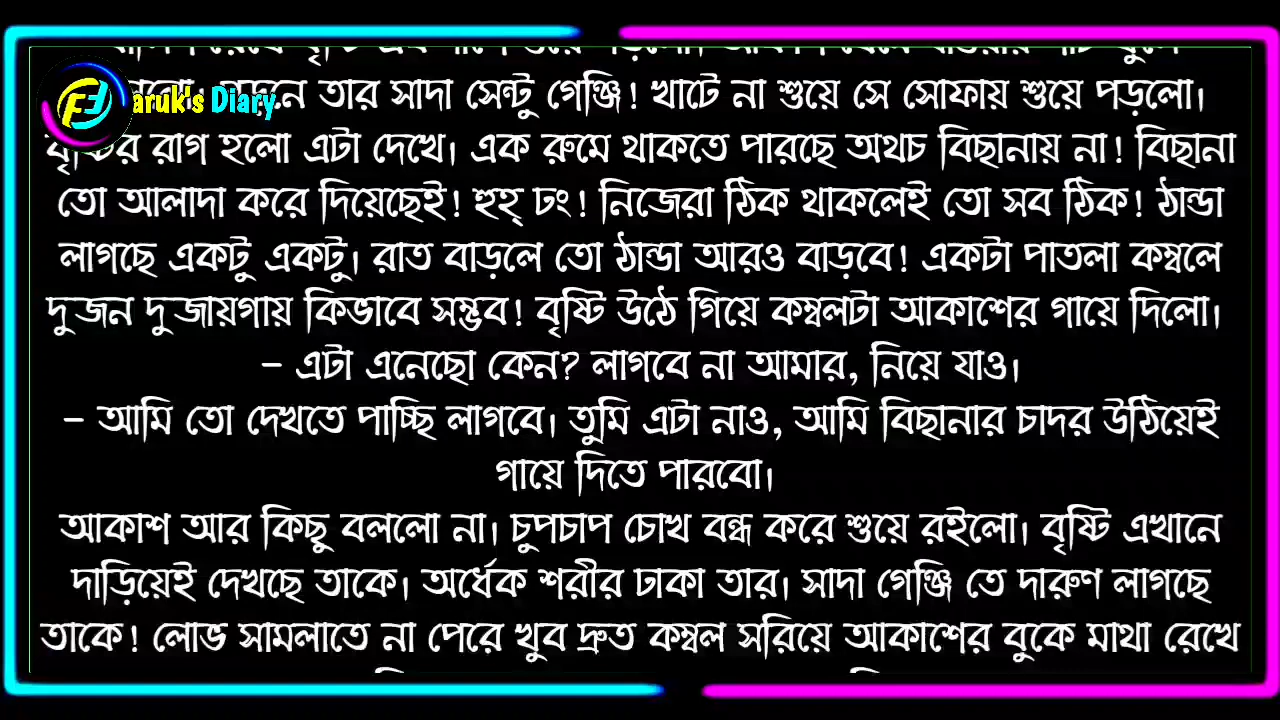 Faruk's Diary
তার সাদা সেন্টু গেঞ্জি! খাটে না শুয়ে সে সোফায় শুয়ে পড়লো।
রাগ হলো এটা দেখে। এক রুমে থাকতে পারছে অথচ বিছানায় না! বিছানা
তো আলাদা করে দিয়েছেই! হুহ্ ঢং! নিজেরা ঠিক থাকলেই তো সব ঠিক! ঠান্ডা
লাগছে একটু একটু। রাত বাড়লে তো ঠান্ডা আরও বাড়বে! একটা পাতলা কম্বলে
দুজন দুজায়গায় কিভাবে সম্ভব! বৃষ্টি উঠে গিয়ে কম্বলটা আকাশের গায়ে দিলো।
– এটা এনেছো কেন? লাগবে না আমার, নিয়ে যাও।
– আমি তো দেখতে পাচ্ছি লাগবে। তুমি এটা নাও, আমি বিছানার চাদর উঠিয়েই
গায়ে দিতে পারবো।
আকাশ আর কিছু বললো না। চুপচাপ চোখ বন্ধ করে শুয়ে রইলো। বৃষ্টি এখানে
দাড়িয়েই দেখছে তাকে। অর্ধেক শরীর ঢাকা তার। সাদা গেঞ্জি তে দারুণ লাগছে
তাকে! লোভ সামলাতে না পেরে খুব দ্রুত কম্বল সরিয়ে আকাশের বুকে মাথা রেখে